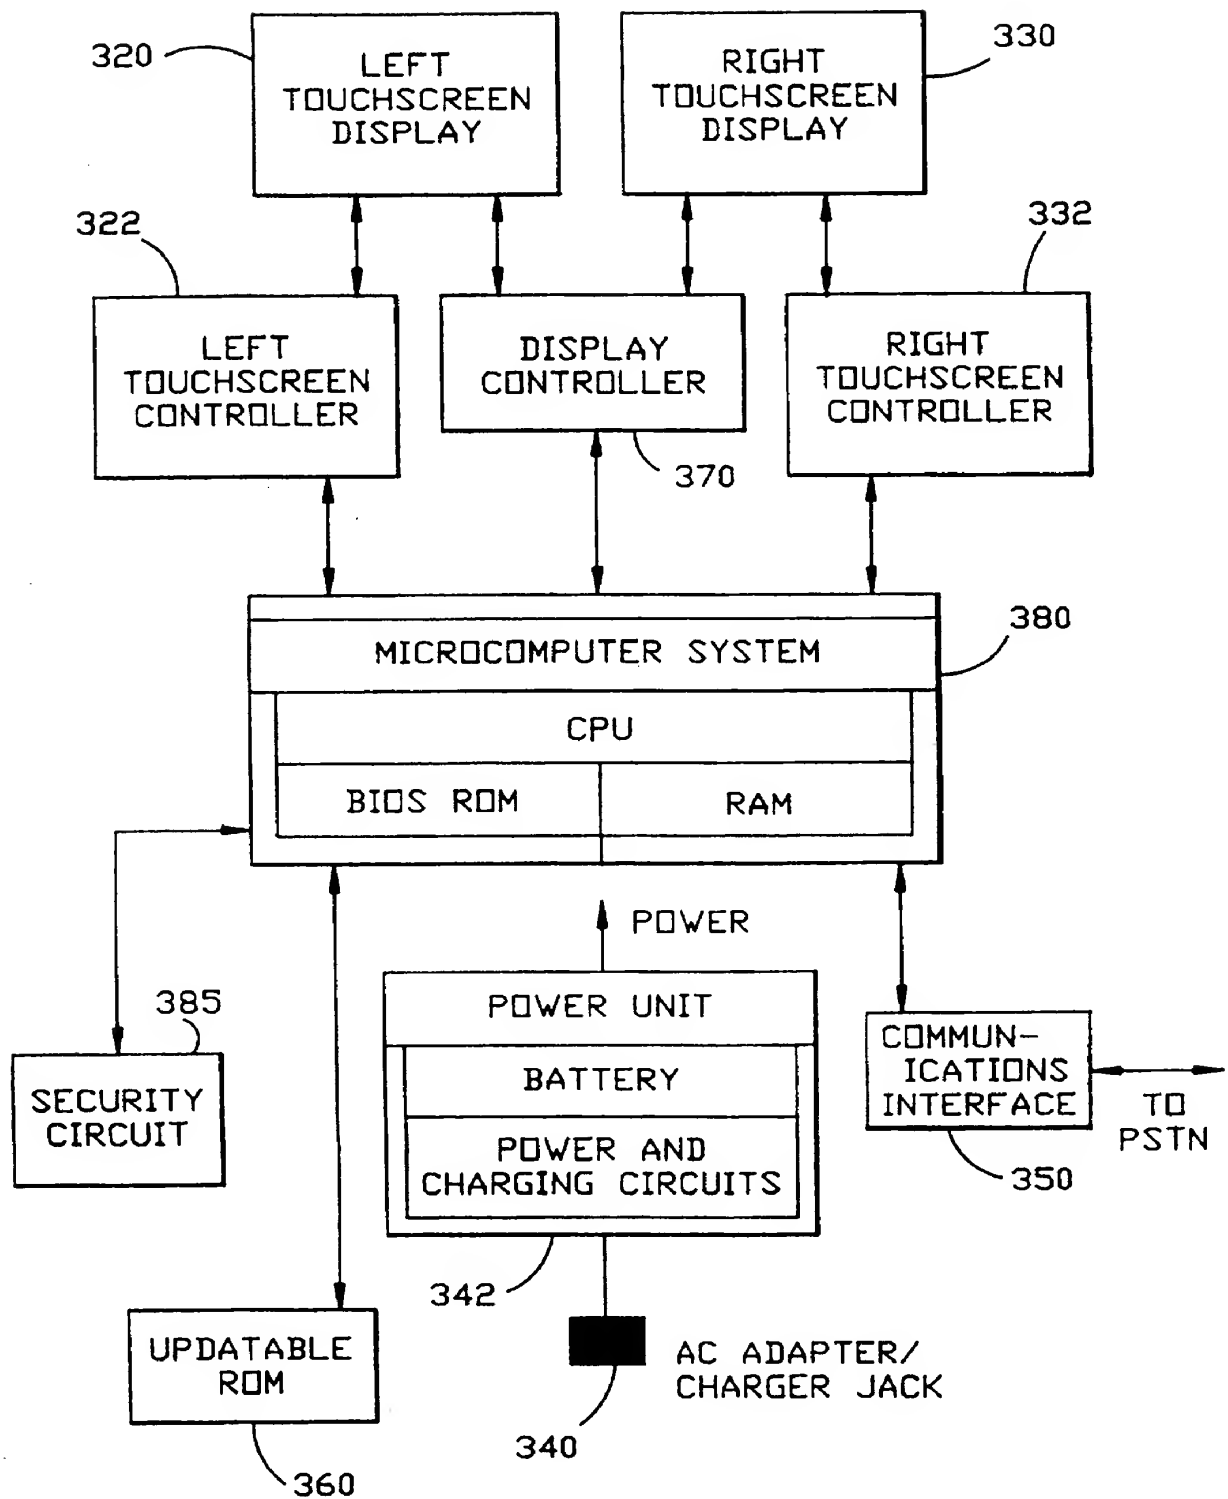 320
LEFT
TOUCHSCREEN
DISPLAY
RIGHT
TOUCHSCREEN
DISPLAY
330
322
332
LEFT
TOUCHSCREEN
CONTROLLER
DISPLAY
CONTROLLER
RIGHT
TOUCHSCREEN
CONTROLLER
370
380
MICROCOMPUTER SYSTEM
CPU
BIOS ROM
RAM
POWER
385
POWER UNIT
BATTERY
POWER AND
CHARGING CIRCUITS
SECURITY
CIRCUIT
COMMUN-
ICATIONS
INTERFACE
TO
PSTN
350
342
UPDATABLE
ROM
AC ADAPTER/
CHARGER JACK
340
360